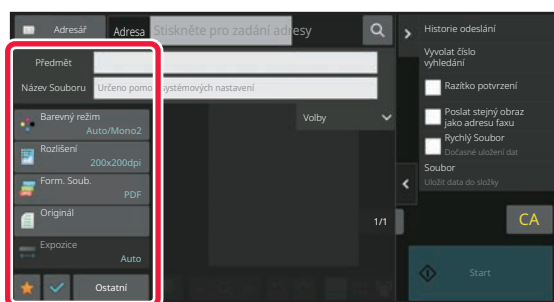 Adresář
Adresa
Stiskněte pro zadání adresy
Předmět
Název Souboru
Určeno pomo systémových nastavení
Barevný režim
Auto/Mono2
Rozlišení
200x200dpi
Form. Soub.
PDF
Originál
Expozice
Auto
Ostatní
Volby
1/1
Historie odeslání
Vyvolat číslo
vyhledání
Razítko potvrzení
Poslat stejný obraz
jako adresu faxu
Rychlý Soubor
Dočasné uložení dat
Soubor
Uložit data do složky
CA
Start